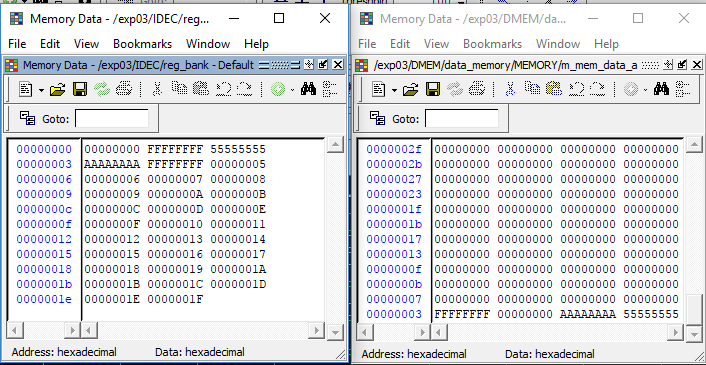 Memory Data - /exp03/IDEC/reg...
File Edit View Bookmarks Window Help
Memory Data - /exp03/IDEC/reg_bank - Default
Goto:
00000000 00000000 FFFFFFFF 55555555
00000003 AAAAAAAA FFFFFFFF 00000005
00000006 00000006 00000007 00000008
00000009 00000009 0000000A 0000000B
0000000c 0000000C 0000000D 0000000E
0000000f 0000000F 00000010 00000011
00000012 00000012 00000013 00000014
00000015 00000015 00000016 00000017
00000018 00000018 00000019 0000001A
0000001b 0000001B 0000001C 0000001D
0000001e 0000001E 0000001F
Address: hexadecimal Data: hexadecimal
Memory Data - /exp03/DMEM/da...
File Edit View Bookmarks Window Help
/exp03/DMEM/data_memory/MEMORY/m_mem_data_a
Goto:
0000002f 00000000 00000000 00000000 00000000
0000002b 00000000 00000000 00000000 00000000
00000027 00000000 00000000 00000000 00000000
00000023 00000000 00000000 00000000 00000000
0000001f 00000000 00000000 00000000 00000000
0000001b 00000000 00000000 00000000 00000000
00000017 00000000 00000000 00000000 00000000
00000013 00000000 00000000 00000000 00000000
0000000f 00000000 00000000 00000000 00000000
0000000b 00000000 00000000 00000000 00000000
00000007 00000000 00000000 00000000 00000000
00000003 FFFFFFFF 00000000 AAAAAAAA 55555555
Address: hexadecimal Data: hexadecimal